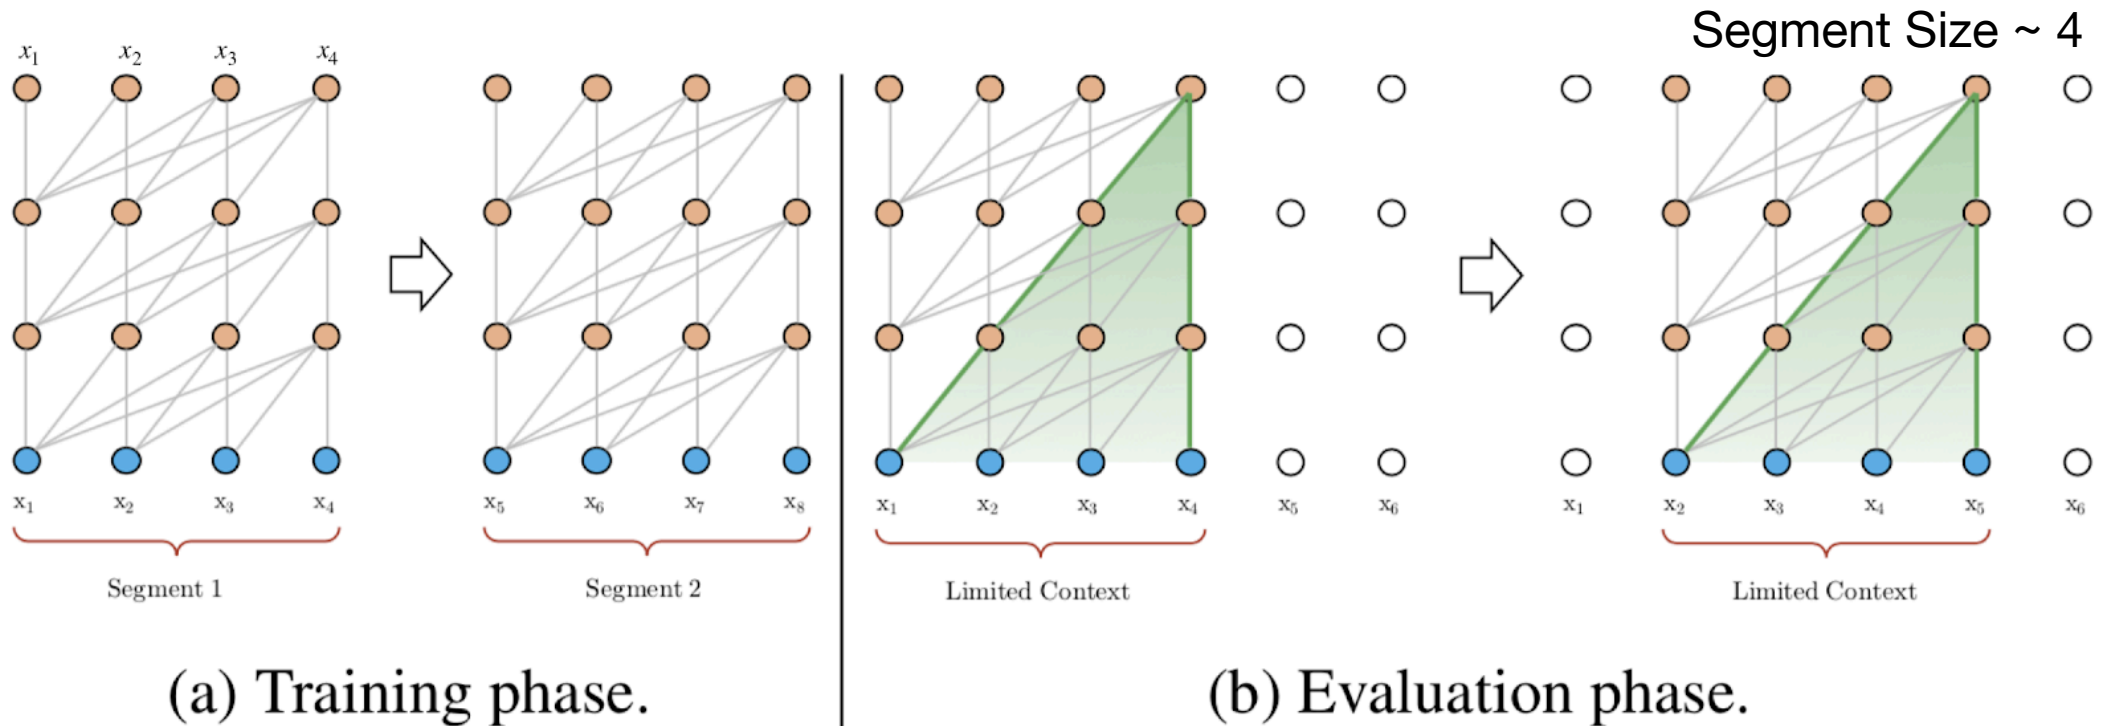 Segment Size ~ 4
x₁ x₂ x₃ x₄
x₁ x₂ x₃ x₄ x₅ x₆ x₇ x₈ x₁ x₂ x₃ x₄ x₅ x₆ x₁ x₂ x₃ x₄ x₅ x₆
Segment 1 Segment 2 Limited Context Limited Context
(a) Training phase. (b) Evaluation phase.